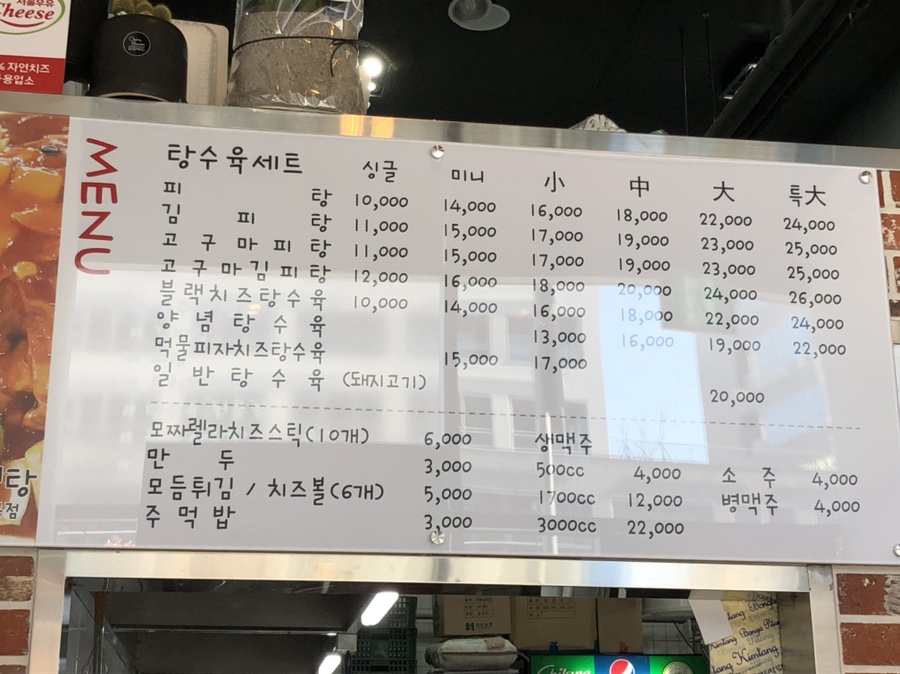 서울우유
Cheese
% 자연치즈
용업소
MENU
탕수육세트 싱글 미니 小 中 大 특大
피 탕 10,000 14,000 16,000 18,000 22,000 24,000
김 피 탕 11,000 15,000 17,000 19,000 23,000 25,000
고 구 마 피 탕 11,000 15,000 17,000 19,000 23,000 25,000
고 구 마 김 피 탕 12,000 16,000 18,000 20,000 24,000 26,000
블랙치즈탕수육 10,000 14,000 16,000 18,000 22,000 24,000
양 념 탕 수 육 13,000 16,000 19,000 22,000
먹물피자치즈탕수육 15,000 17,000
일 반 탕 수 육 (돼지고기) 20,000
모짜렐라치즈스틱(10개) 6,000 생맥주
만 두 3,000 500cc 4,000 소 주 4,000
모듬튀김 / 치즈볼(6개) 5,000 1700cc 12,000 병맥주 4,000
주 먹 밥 3,000 3000cc 22,000
탕
점
Kimtang